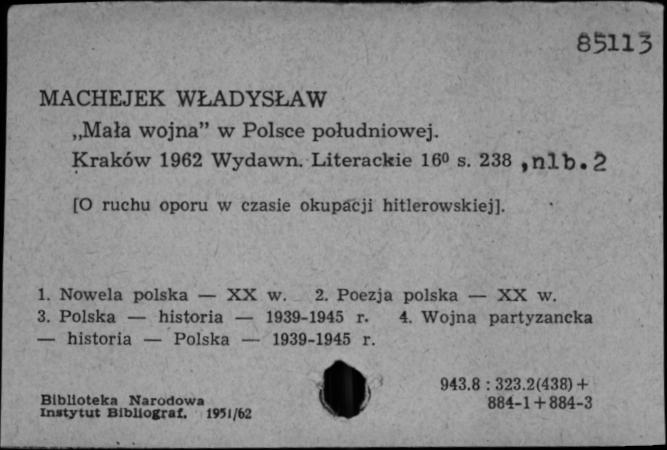 85113
MACHEJEK WŁADYSŁAW
„Mała wojna” w Polsce południowej.
Kraków 1962 Wydawn. Literackie 16⁰ s. 238 ,nlb.2
[O ruchu oporu w czasie okupacji hitlerowskiej].
1. Nowela polska — XX w. 2. Poezja polska — XX w.
3. Polska — historia — 1939-1945 r. 4. Wojna partyzancka
— historia — Polska — 1939-1945 r.
943.8 : 323.2(438) +
884-1 + 884-3
Biblioteka Narodowa
Instytut Bibliograf. 1951/62